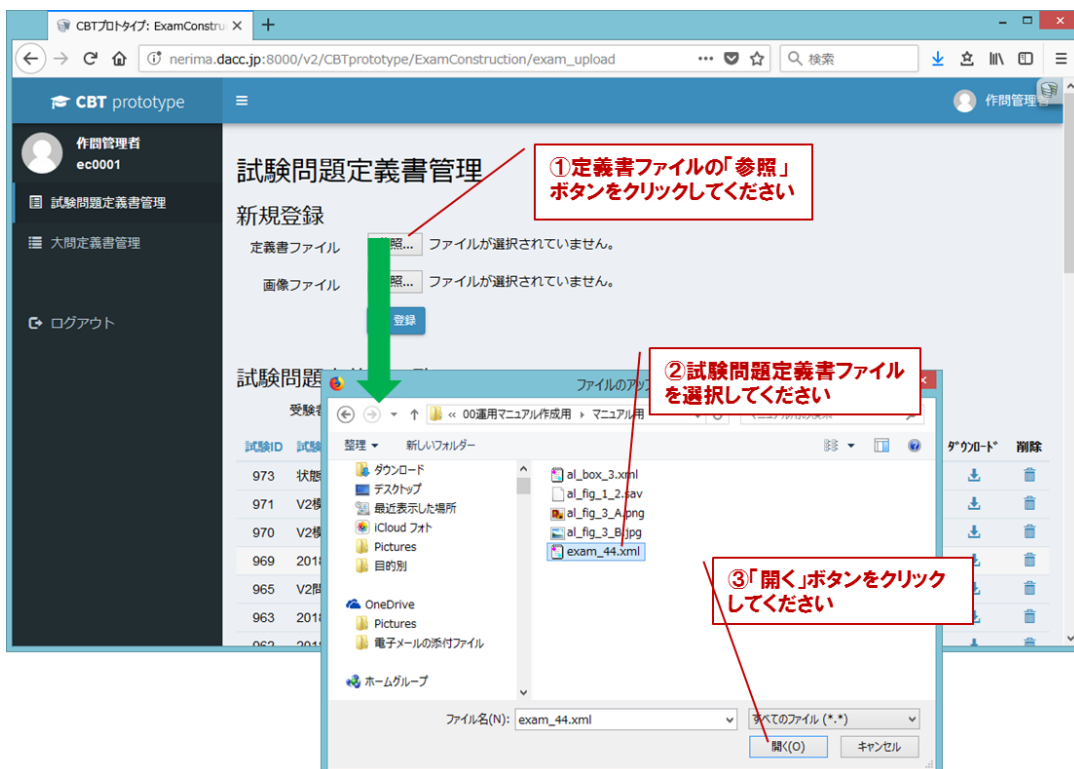 CBTプロトタイプ: ExamConstru
nerima.dacc.jp:8000/v2/CBTprototype/ExamConstruction/exam_upload
検索
CBT prototype
作問管理者
作問管理者
ec0001
試験問題定義書管理
大問定義書管理
ログアウト
試験問題定義書管理
新規登録
定義書ファイル
照...
ファイルが選択されていません。
画像ファイル
照...
ファイルが選択されていません。
登録
①定義書ファイルの「参照」
ボタンをクリックしてください
試験問題
受験者
試験ID
試験
ダウンロード
削除
973 状態
971 V2模
970 V2模
969 2018
965 V2問
963 2018
962 2018
ファイルのアップ
②試験問題定義書ファイル
を選択してください
« 00運用マニュアル作成用 ▸ マニュアル用
整理
新しいフォルダー
ダウンロード
デスクトップ
最近表示した場所
iCloud フォト
Pictures
目的別
OneDrive
Pictures
電子メールの添付ファイル
ホームグループ
al_box_3.xml
al_fig_1_2.sav
al_fig_3_A.png
al_fig_3_B.jpg
exam_44.xml
③「開く」ボタンをクリック
してください
ファイル名(N):
exam_44.xml
すべてのファイル (*.*)
開く(O)
キャンセル